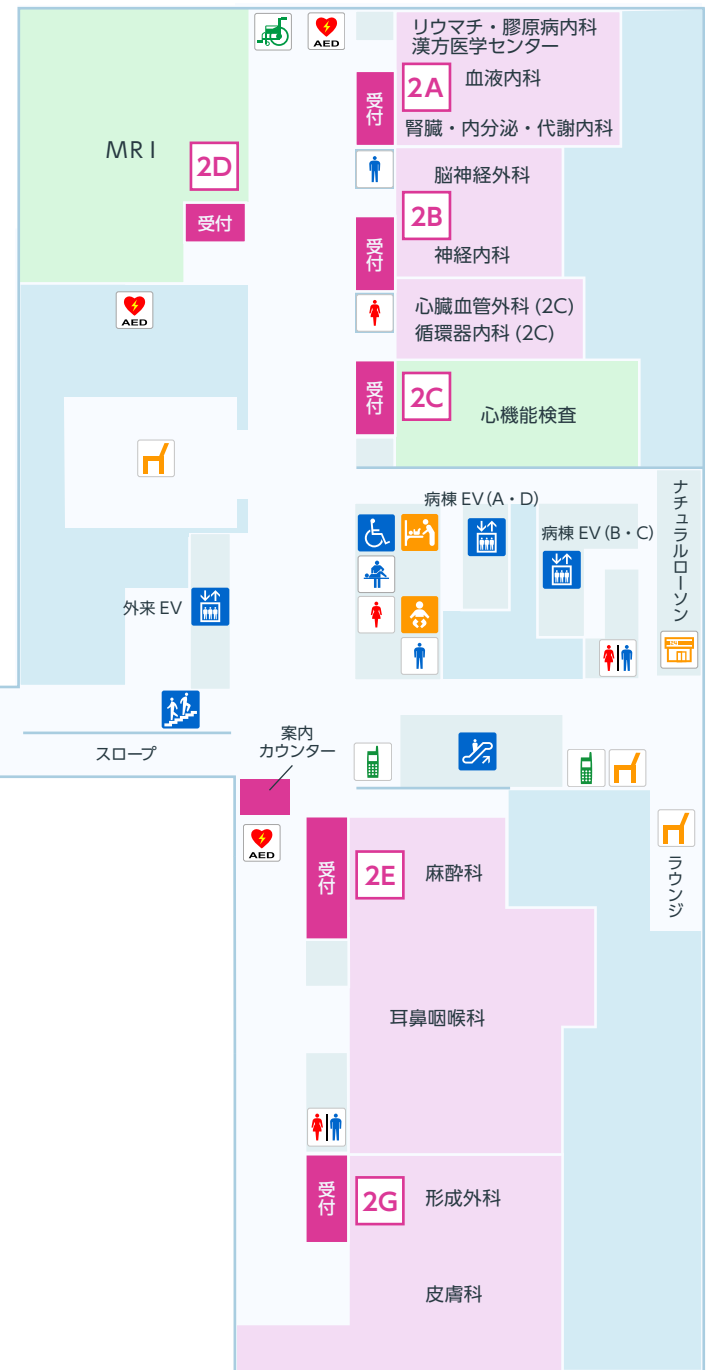 AED
リウマチ・膠原病内科
漢方医学センター
2A
血液内科
受付
腎臓・内分泌・代謝内科
MRI
2D
受付
脳神経外科
2B
受付
神経内科
AED
心臓血管外科 (2C)
循環器内科 (2C)
受付
2C
心機能検査
病棟 EV (A・D)
病棟 EV (B・C)
ナチュラルローソン
外来 EV
スロープ
案内
カウンター
AED
受付
2E
麻酔科
ラウンジ
耳鼻咽喉科
受付
2G
形成外科
皮膚科